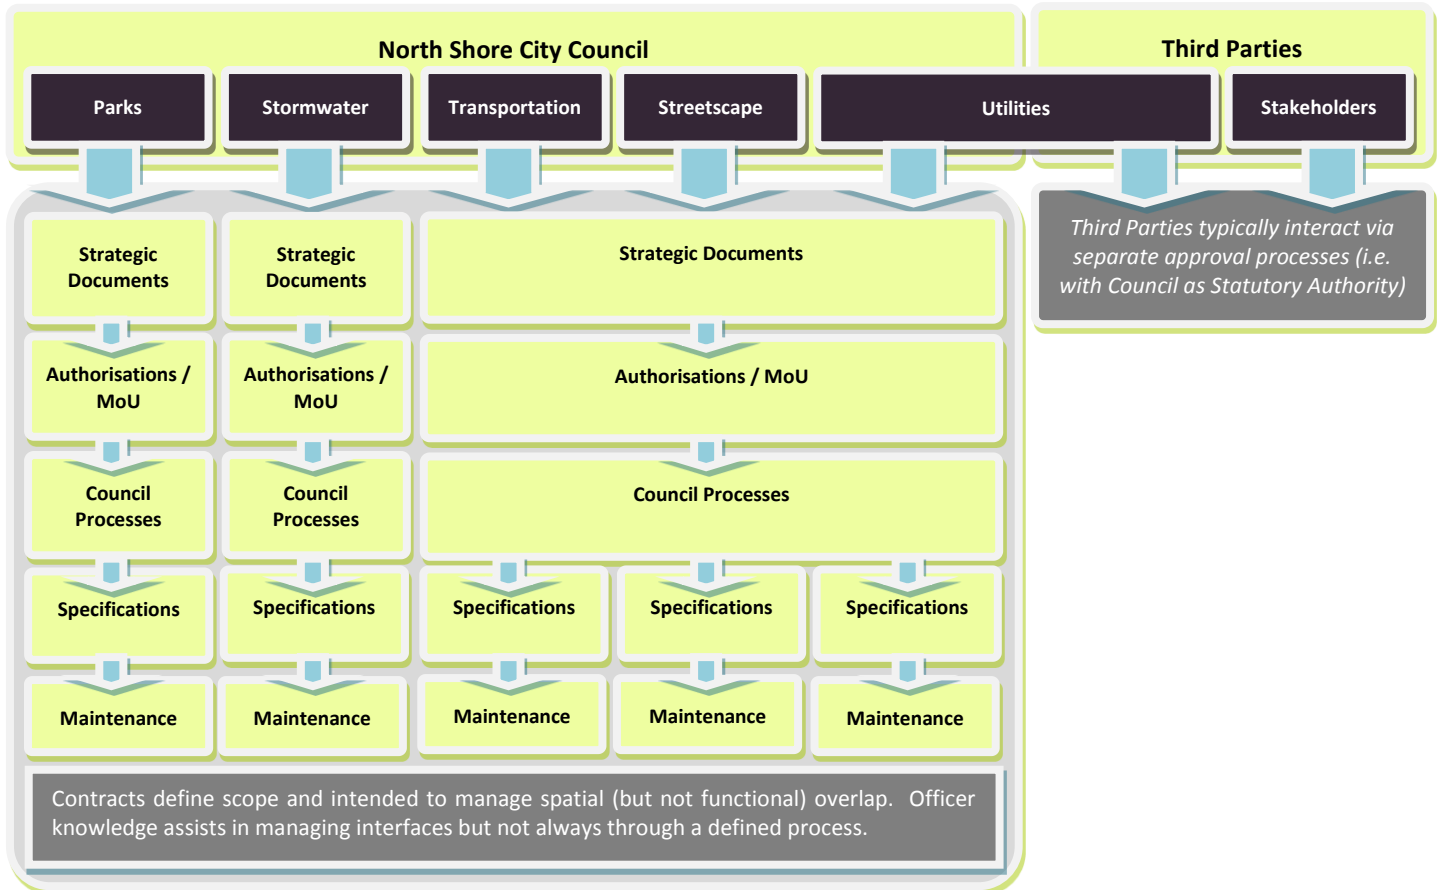 North Shore City Council
Third Parties
Parks
Stormwater
Transportation
Streetscape
Utilities
Stakeholders
Third Parties typically interact via
separate approval processes (i.e.
with Council as Statutory Authority)
Strategic
Documents
Strategic
Documents
Strategic Documents
Authorisations /
MoU
Authorisations /
MoU
Authorisations / MoU
Council
Processes
Council
Processes
Council Processes
Specifications
Specifications
Specifications
Specifications
Specifications
Maintenance
Maintenance
Maintenance
Maintenance
Maintenance
Contracts define scope and intended to manage spatial (but not functional) overlap.  Officer
knowledge assists in managing interfaces but not always through a defined process.